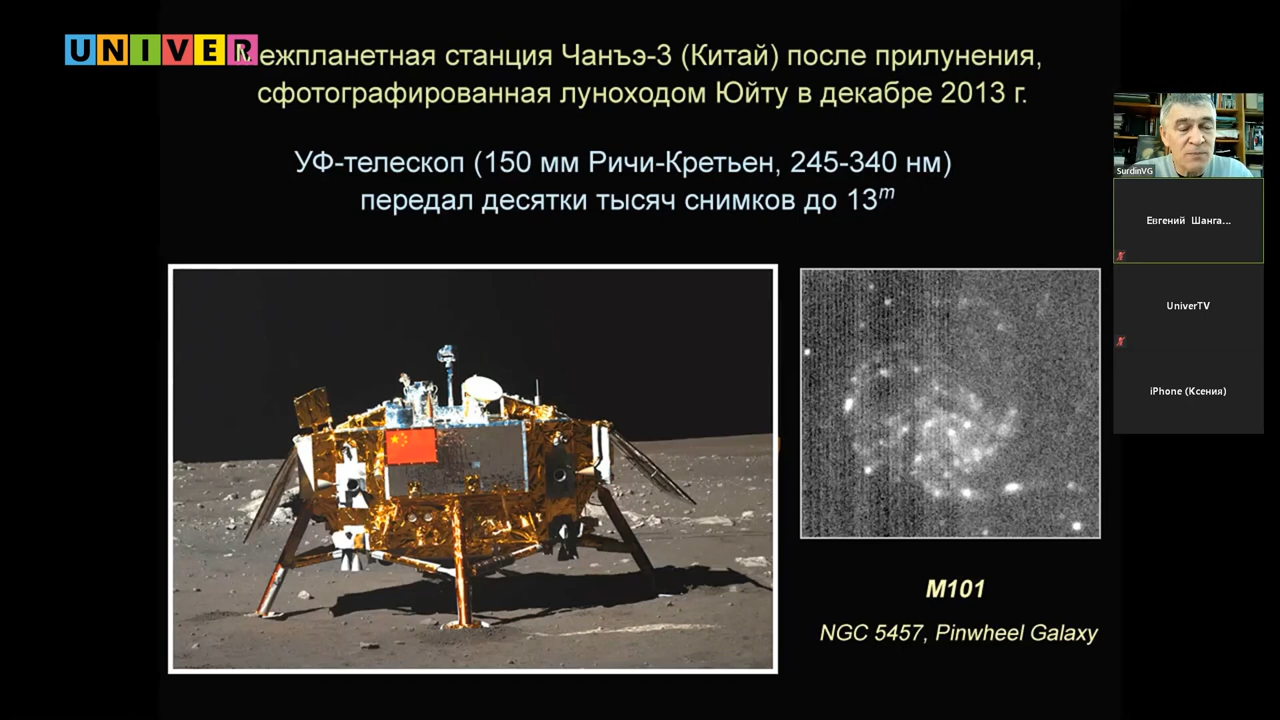 UNIVER
Межпланетная станция Чанъэ-3 (Китай) после прилунения,
сфотографированная луноходом Юйту в декабре 2013 г.
УФ-телескоп (150 мм Ричи-Кретьен, 245-340 нм)
передал десятки тысяч снимков до 13ᵐ
M101
NGC 5457, Pinwheel Galaxy
SurdinVG
Евгений Шанга...
UniverTV
iPhone (Ксения)